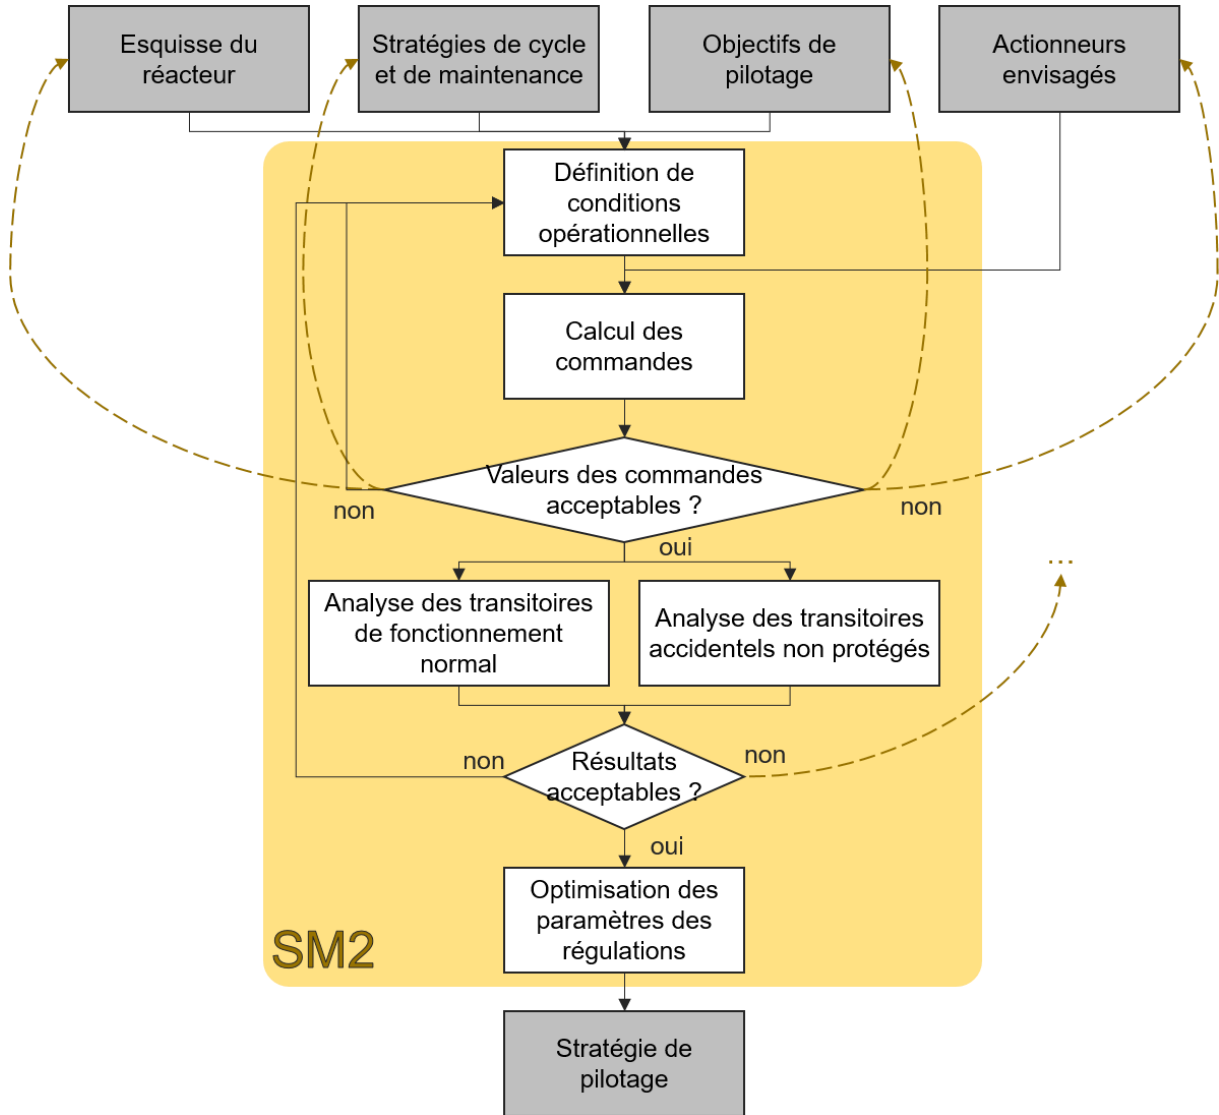 Esquisse du
réacteur
Stratégies de cycle
et de maintenance
Objectifs de
pilotage
Actionneurs
envisagés
Définition de
conditions
opérationnelles
Calcul des
commandes
Valeurs des commandes
acceptables ?
non
non
oui
...
Analyse des transitoires
de fonctionnement
normal
Analyse des transitoires
accidentels non protégés
non
Résultats
acceptables ?
non
oui
Optimisation des
paramètres des
régulations
SM2
Stratégie de
pilotage